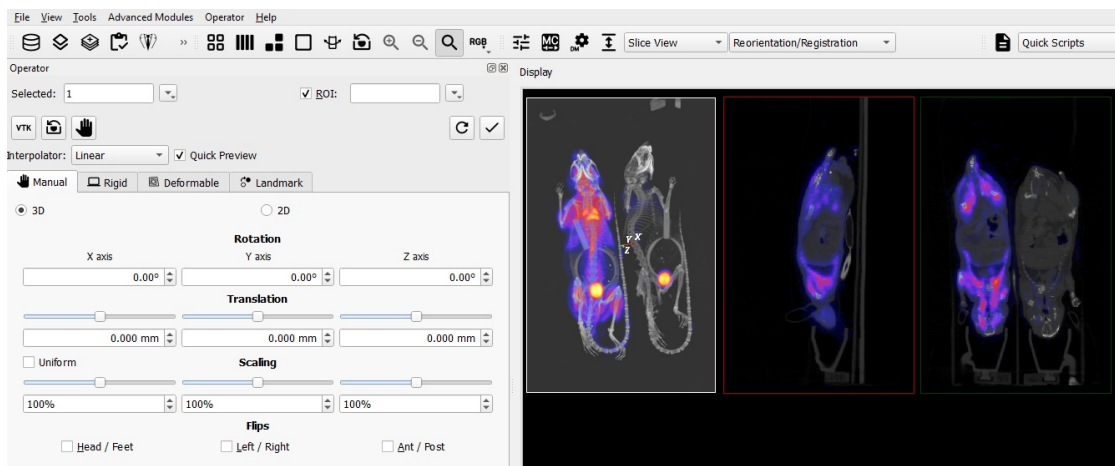 File View Tools Advanced Modules Operator Help
» RGB MC DM Slice View Reorientation/Registration Quick Scripts
Operator
Display
Selected: 1 ROI:
VTK
Interpolator: Linear Quick Preview
Manual Rigid Deformable Landmark
3D 2D
Rotation
X axis Y axis Z axis
0.00° 0.00° 0.00°
Translation
0.000 mm 0.000 mm 0.000 mm
Uniform Scaling
100% 100% 100%
Flips
Head / Feet Left / Right Ant / Post
Y X
Z